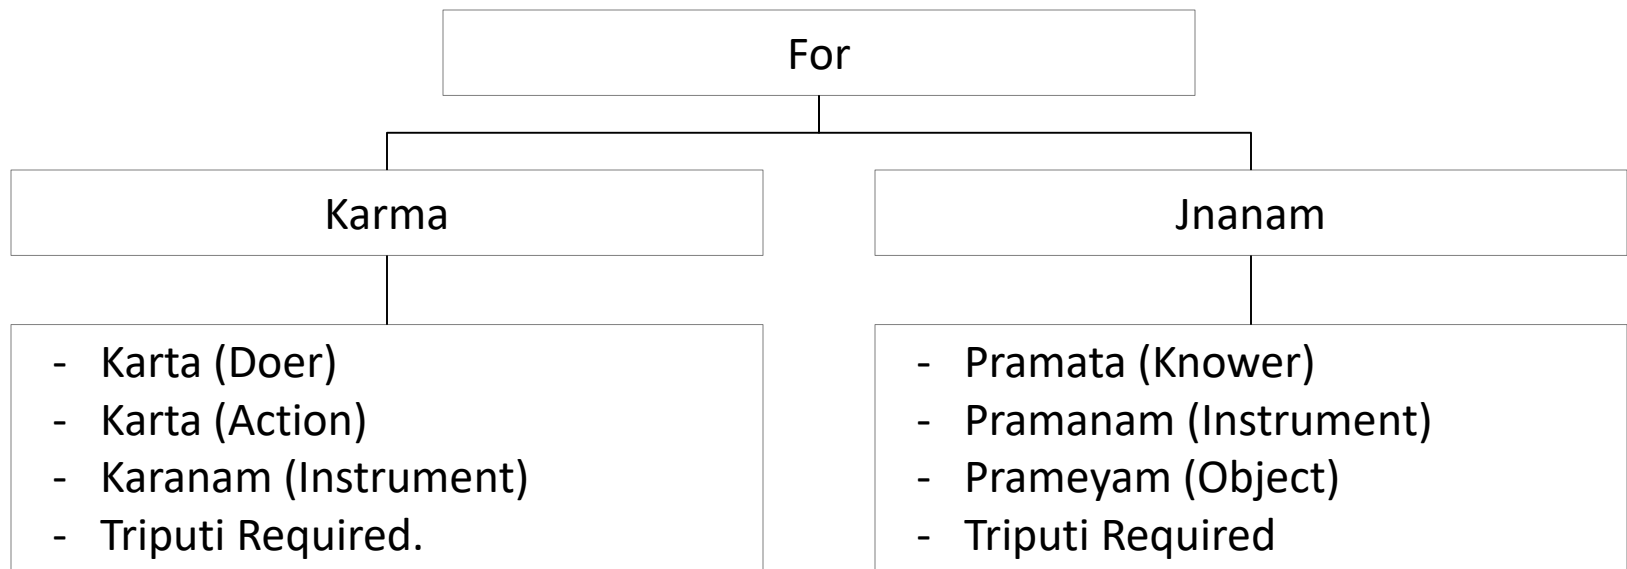 For
Karma
Jnanam
- Karta (Doer)
- Karta (Action)
- Karanam (Instrument)
- Triputi Required.
- Pramata (Knower)
- Pramanam (Instrument)
- Prameyam (Object)
- Triputi Required